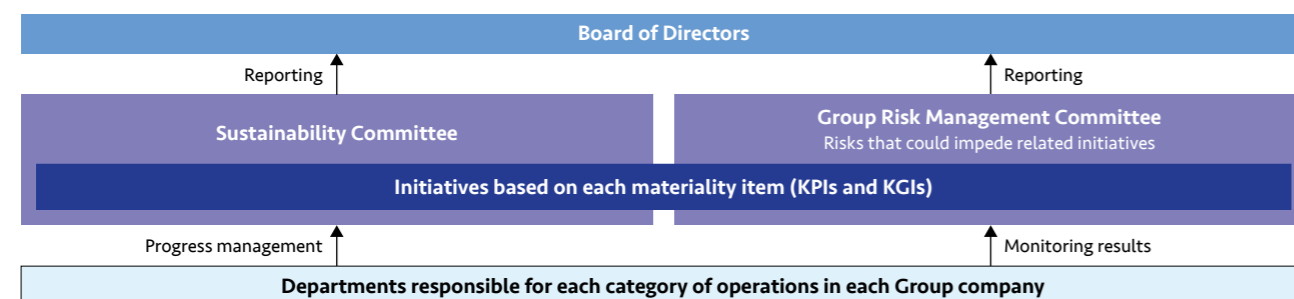 Board of Directors
Reporting
Reporting
Sustainability Committee
Group Risk Management Committee
Risks that could impede related initiatives
Initiatives based on each materiality item (KPIs and KGIs)
Progress management
Monitoring results
Departments responsible for each category of operations in each Group company